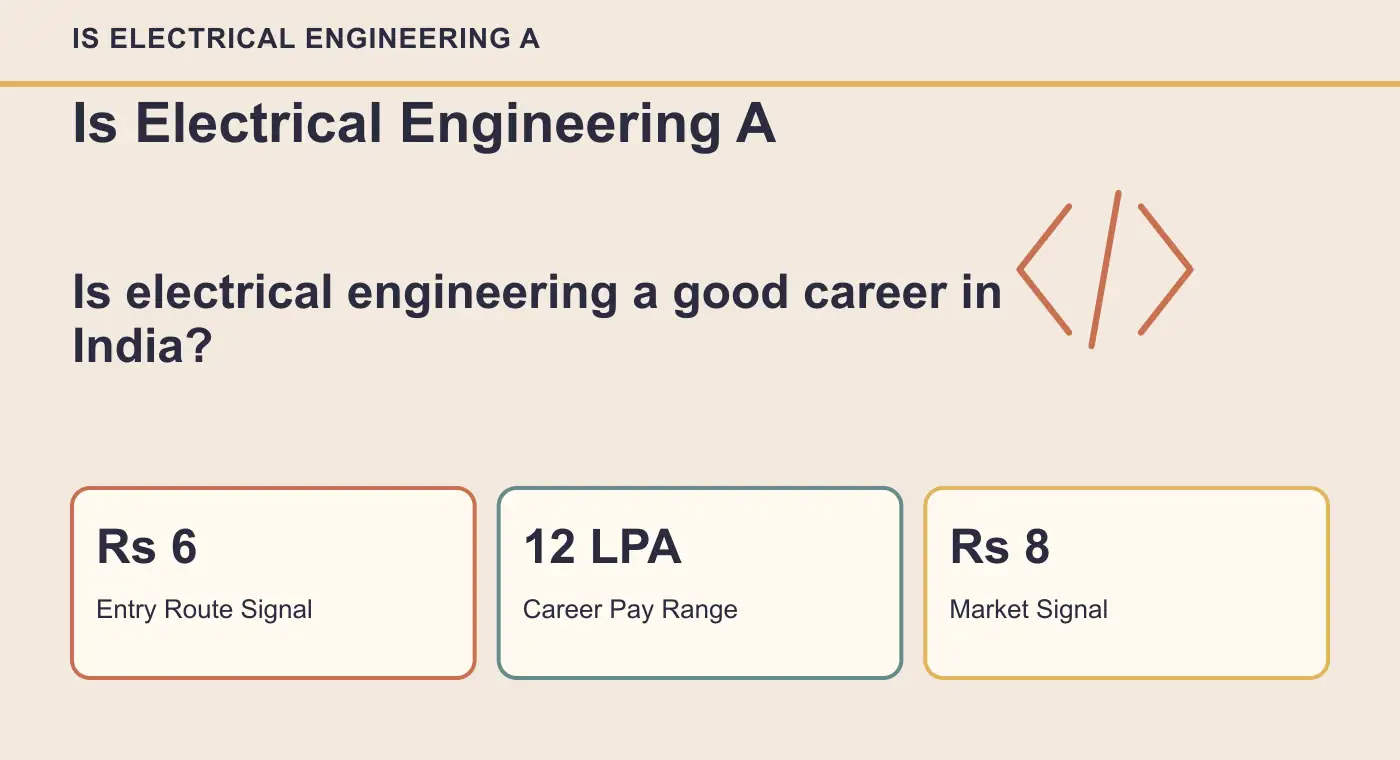 IS ELECTRICAL ENGINEERING A
Is Electrical Engineering A
Is electrical engineering a good career in
India?
Rs 6
Entry Route Signal
12 LPA
Career Pay Range
Rs 8
Market Signal